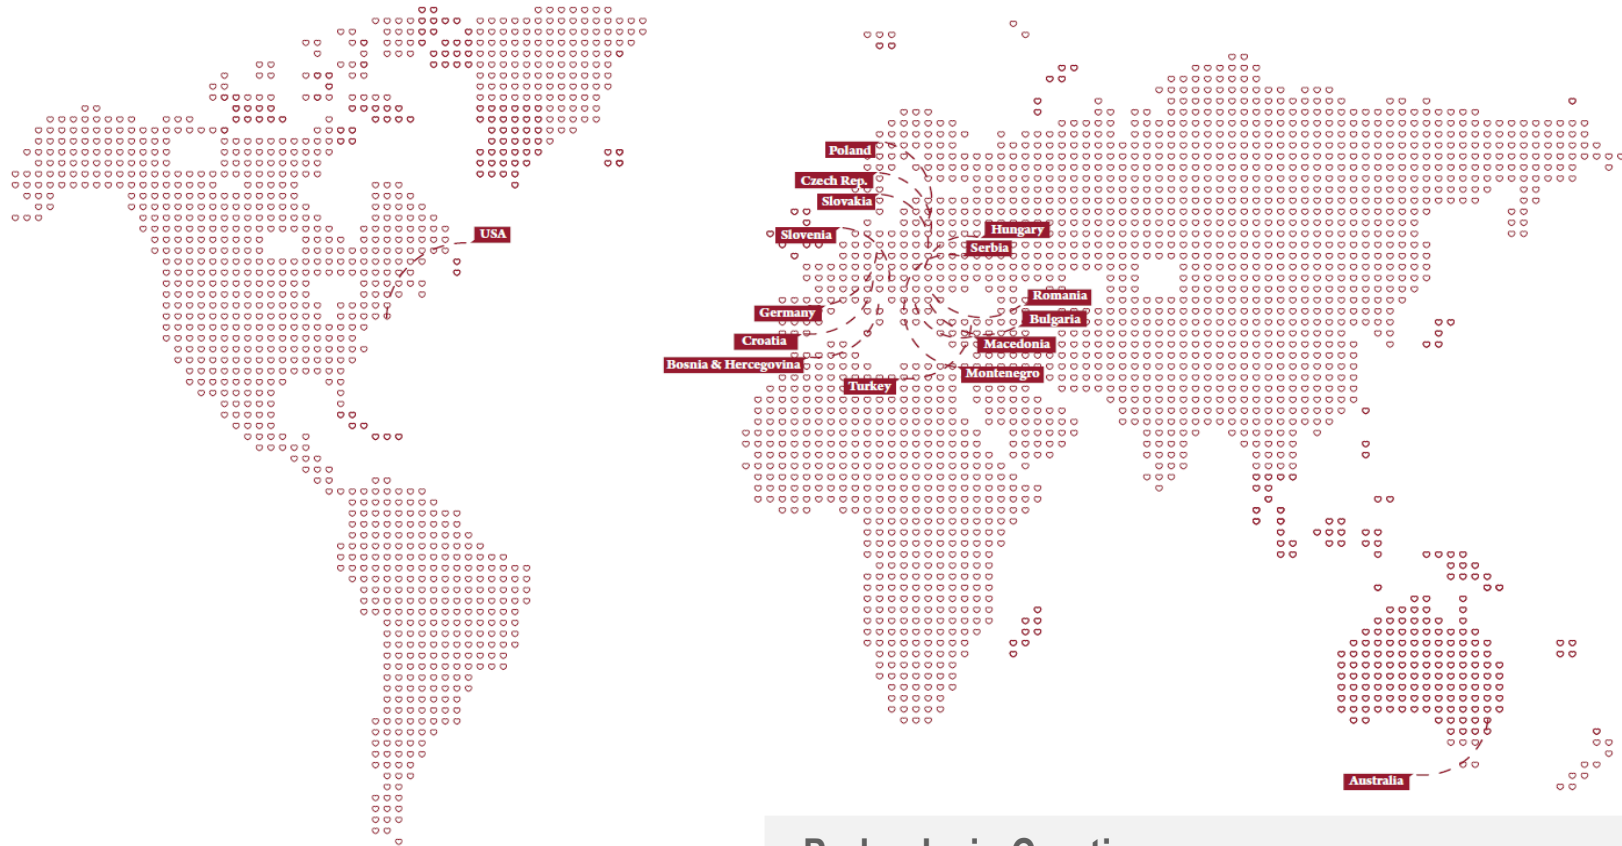 Poland
Czech Rep.
Slovakia
USA
Slovenia
Hungary
Serbia
Romania
Germany
Bulgaria
Croatia
Macedonia
Bosnia & Hercegovina
Montenegro
Turkey
Australia